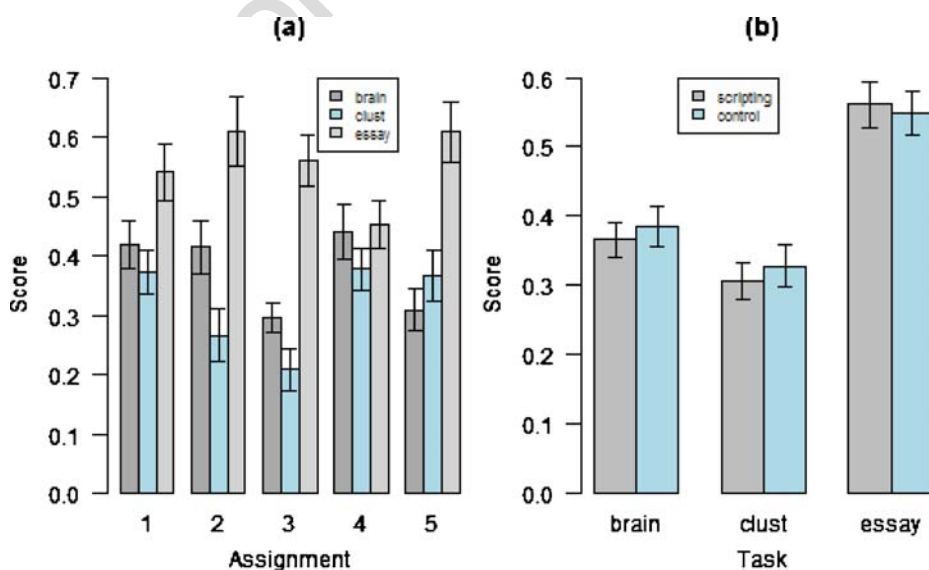 (a)
0.7
0.6
0.5
0.4
0.3
0.2
0.1
0.0
Score
brain
clust
essay
1 2 3 4 5
Assignment
(b)
0.6
0.5
0.4
0.3
0.2
0.1
0.0
Score
scripting
control
brain clust essay
Task